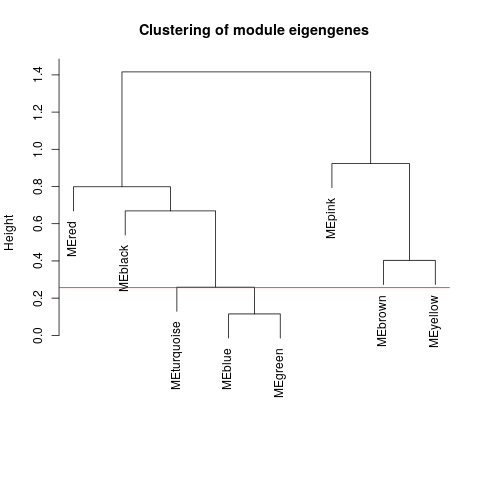 Clustering of module eigengenes
Height
1.4
1.2
1.0
0.8
0.6
0.4
0.2
0.0
MEred
MEblack
MEturquoise
MEblue
MEgreen
MEpink
MEbrown
MEyellow